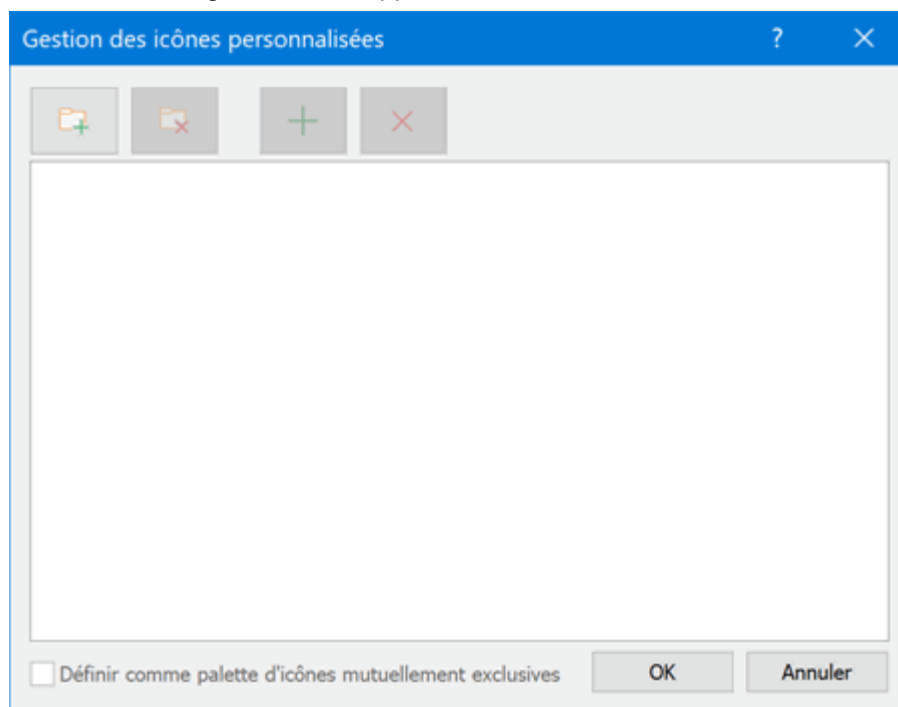 Gestion des icônes personnalisées ?
Définir comme palette d'icônes mutuellement exclusives OK Annuler